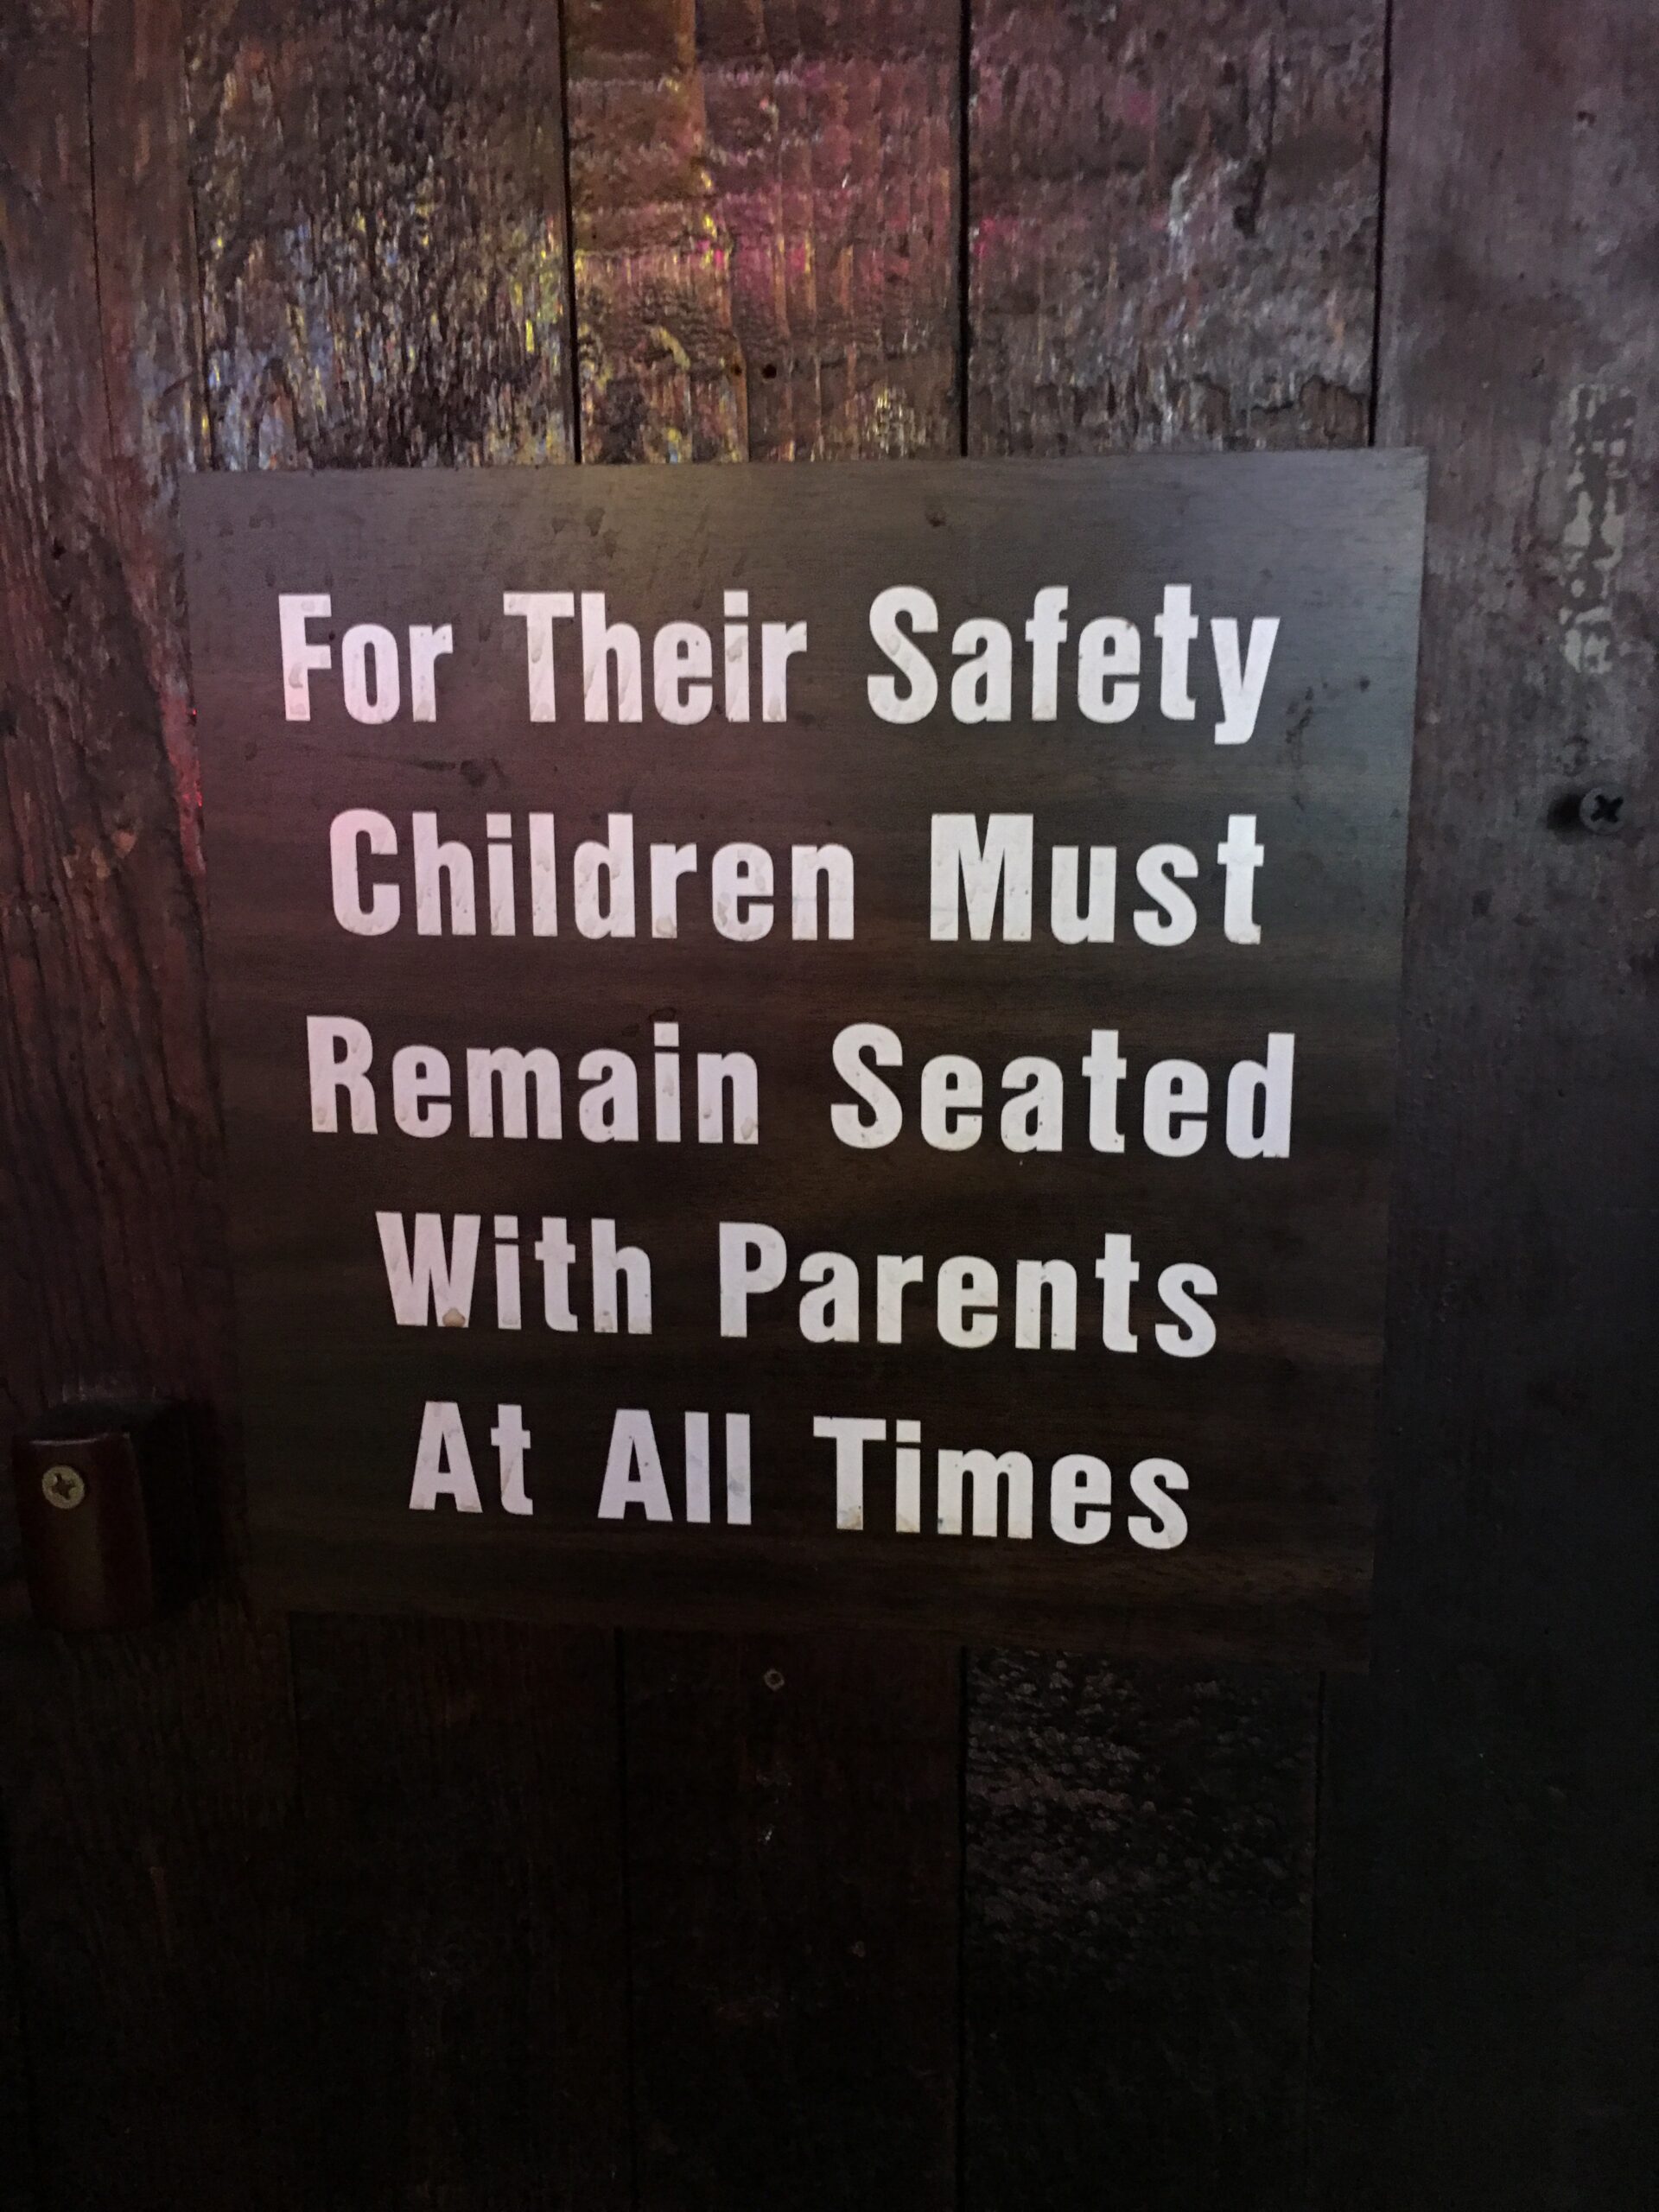 For Their Safety
Children Must
Remain Seated
With Parents
At All Times